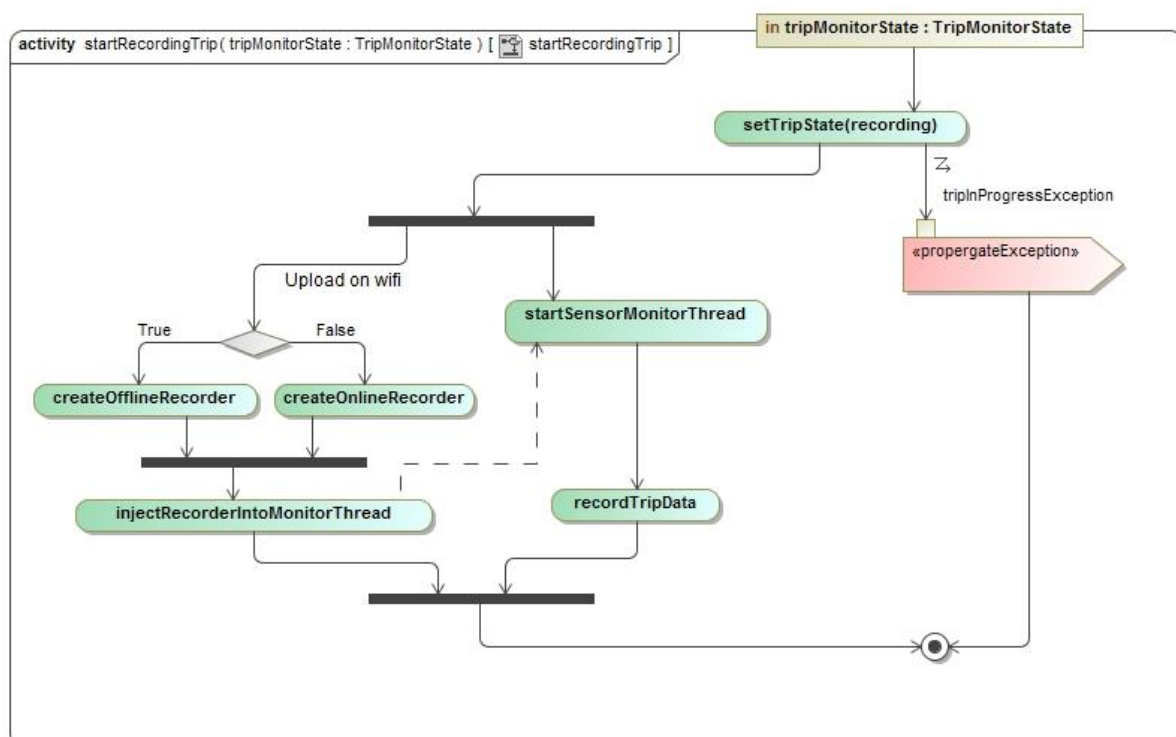 activity startRecordingTrip( tripMonitorState : TripMonitorState ) [ startRecordingTrip ]
in tripMonitorState : TripMonitorState
setTripState(recording)
tripInProgressException
«propergateException»
Upload on wifi
startSensorMonitorThread
True
False
createOfflineRecorder
createOnlineRecorder
injectRecorderIntoMonitorThread
recordTripData